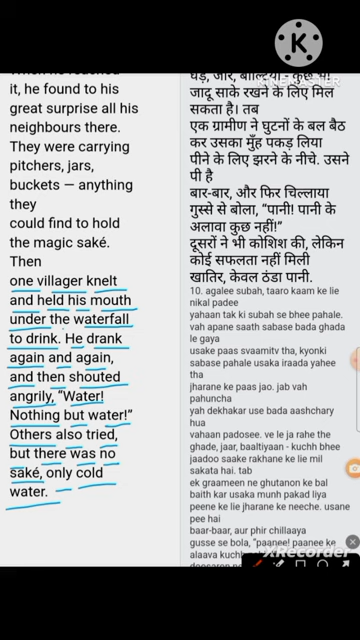 K
KINEMASTER
it, he found to his
great surprise all his
neighbours there.
They were carrying
pitchers, jars,
buckets — anything
they
could find to hold
the magic saké.
Then
one villager knelt
and held his mouth
under the waterfall
to drink. He drank
again and again,
and then shouted
angrily, “Water!
Nothing but water!”
Others also tried,
but there was no
saké, only cold
water.
घड़े, जार, बाल्टियाँ - कुछ भी
जादू साके रखने के लिए मिल
सकता है। तब
एक ग्रामीण ने घुटनों के बल बैठ
कर उसका मुँह पकड़ लिया
पीने के लिए झरने के नीचे. उसने
पी है
बार-बार, और फिर चिल्लाया
गुस्से से बोला, “पानी! पानी के
अलावा कुछ नहीं!”
दूसरों ने भी कोशिश की, लेकिन
कोई सफलता नहीं मिली
खातिर, केवल ठंडा पानी.
10. agalee subah, taaro kaam ke lie
nikal padee
yahaan tak ki subah se bhee pahale.
vah apane saath sabase bada ghada
le gaya
usake paas svaamitv tha, kyonki
sabase pahale usaka iraada yahee
tha
jharane ke paas jao. jab vah
pahuncha
yah dekhakar use bada aashchary
hua
vahaan padosee. ve le ja rahe the
ghade, jaar, baaltiyaan - kuchh bhee
jaadoo saake rakhane ke lie mil
sakata hai. tab
ek graameen ne ghutanon ke bal
baith kar usaka munh pakad liya
peene ke lie jharane ke neeche. usane
pee hai
baar-baar, aur phir chillaaya
gusse se bola, "paanee! paanee ke
alaava kuchh
XRecorder